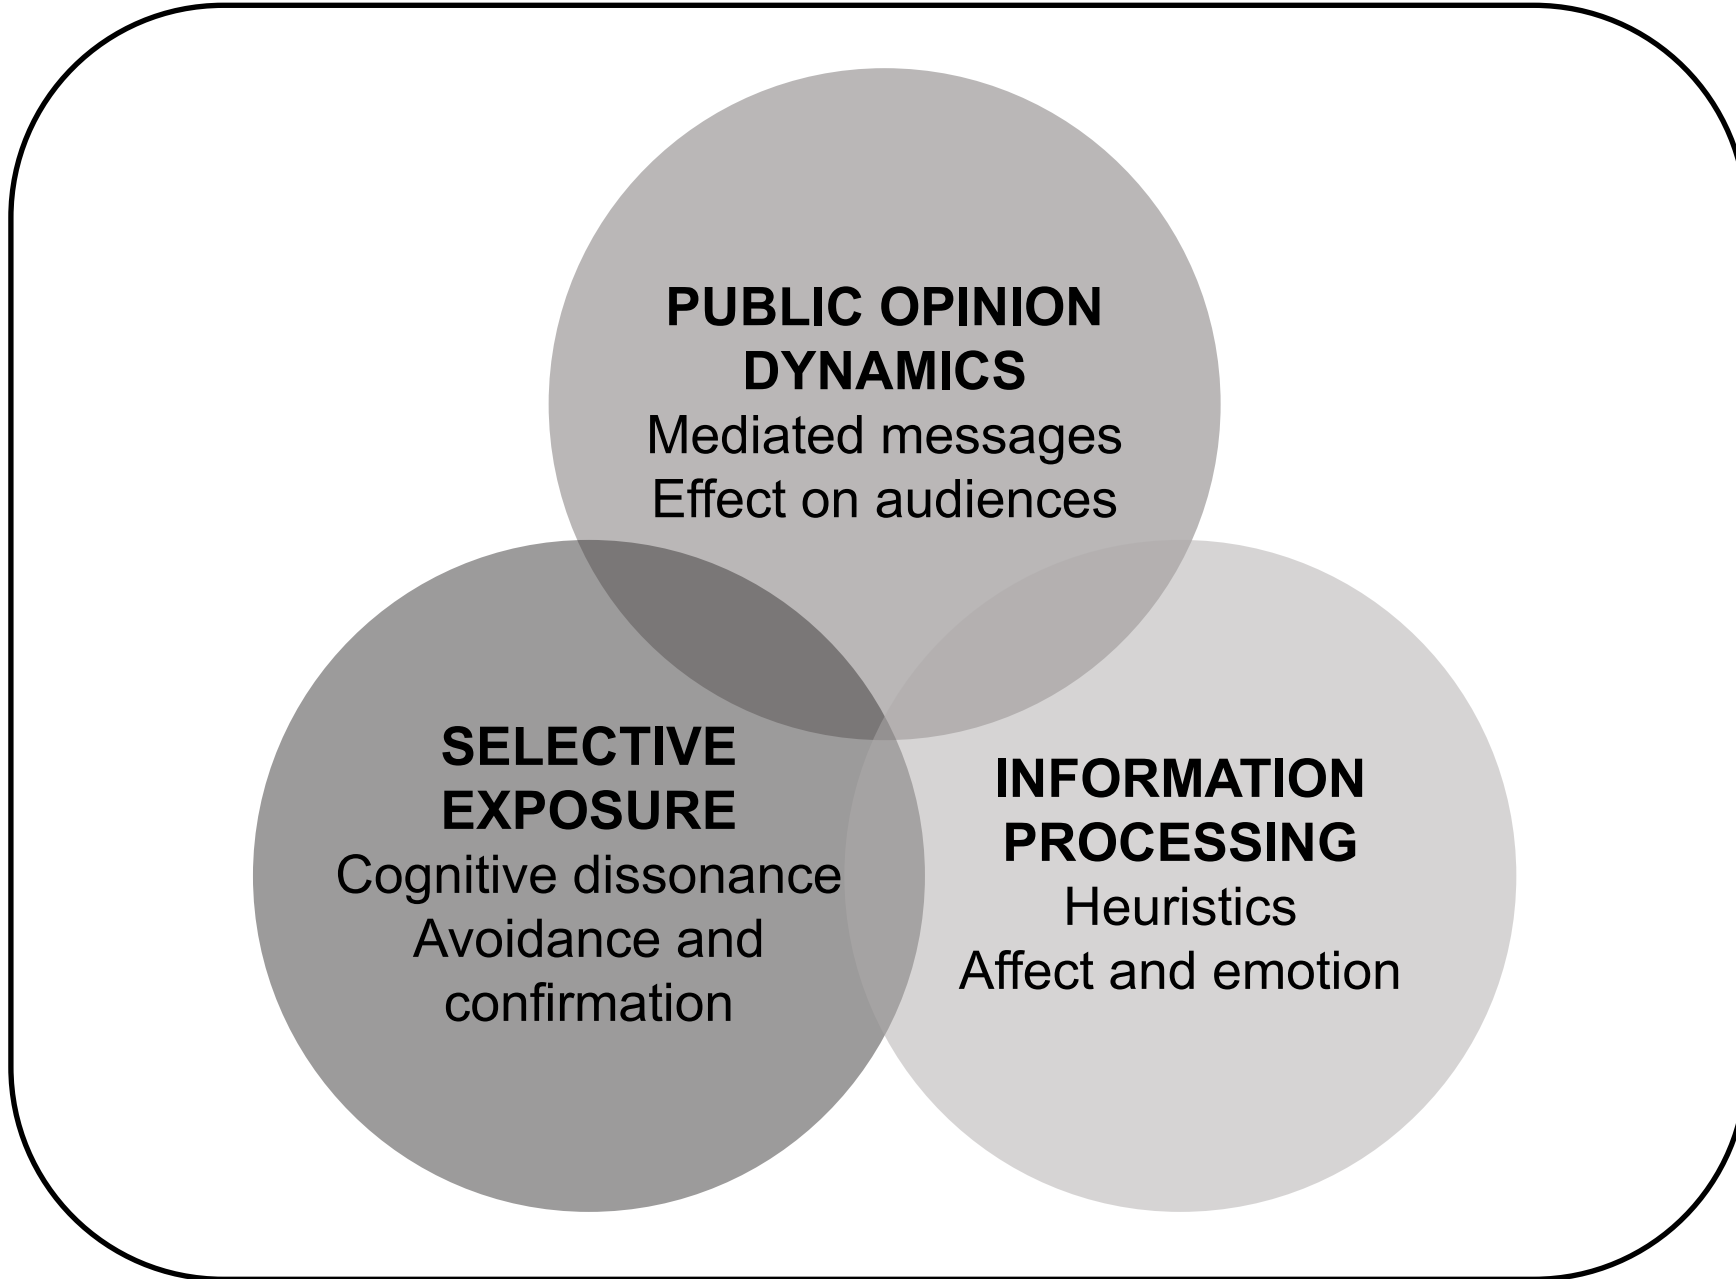 PUBLIC OPINION
DYNAMICS
Mediated messages
Effect on audiences
SELECTIVE
EXPOSURE
Cognitive dissonance
Avoidance and
confirmation
INFORMATION
PROCESSING
Heuristics
Affect and emotion